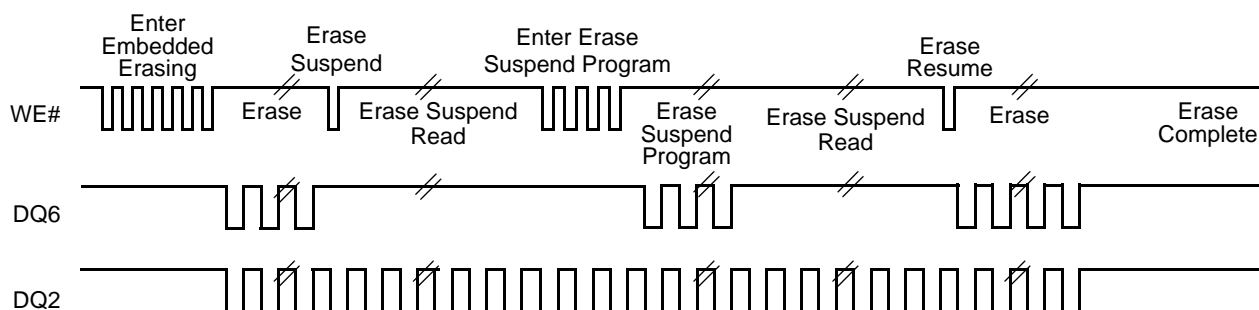 Enter
Embedded
Erasing
Erase
Suspend
Enter Erase
Suspend Program
Erase
Resume
WE#
Erase
Erase Suspend
Read
Erase
Suspend
Program
Erase Suspend
Read
Erase
Erase
Complete
DQ6
DQ2